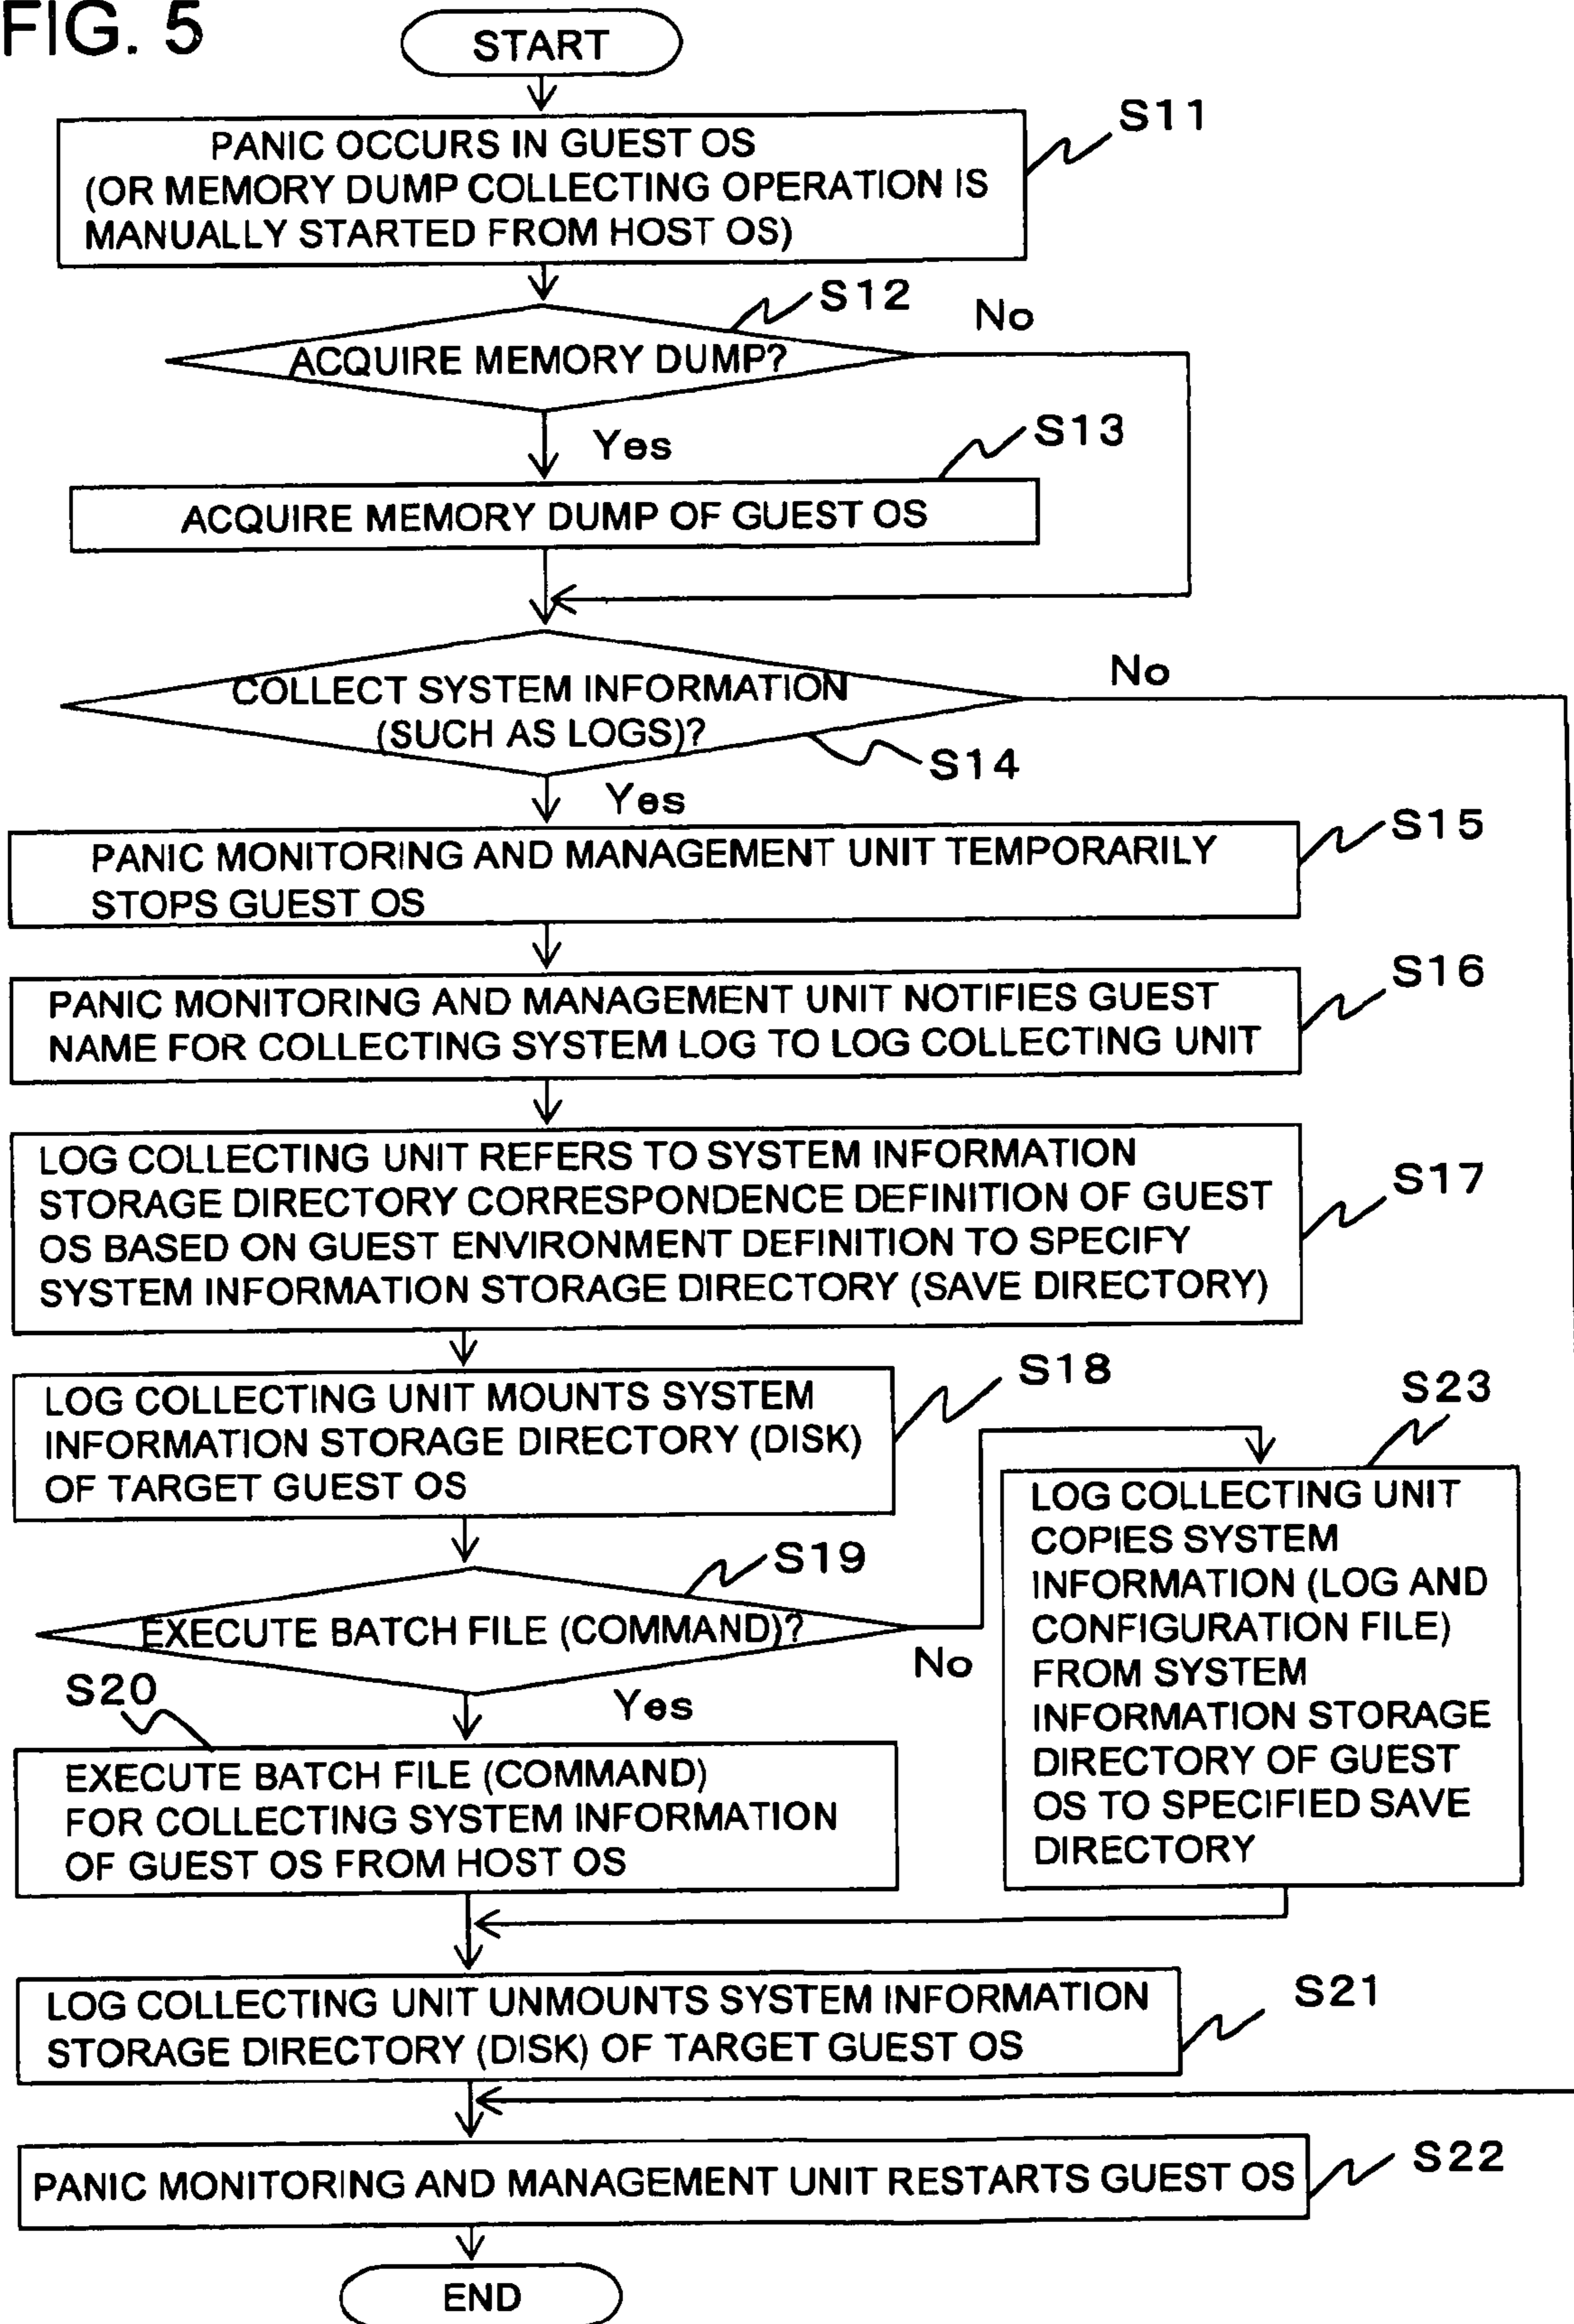 FIG. 5
START
S11
PANIC OCCURS IN GUEST OS
(OR MEMORY DUMP COLLECTING OPERATION IS
MANUALLY STARTED FROM HOST OS)
S12
No
ACQUIRE MEMORY DUMP?
Yes
S13
ACQUIRE MEMORY DUMP OF GUEST OS
No
COLLECT SYSTEM INFORMATION
(SUCH AS LOGS)?
S14
Yes
S15
PANIC MONITORING AND MANAGEMENT UNIT TEMPORARILY
STOPS GUEST OS
S16
PANIC MONITORING AND MANAGEMENT UNIT NOTIFIES GUEST
NAME FOR COLLECTING SYSTEM LOG TO LOG COLLECTING UNIT
S17
LOG COLLECTING UNIT REFERS TO SYSTEM INFORMATION
STORAGE DIRECTORY CORRESPONDENCE DEFINITION OF GUEST
OS BASED ON GUEST ENVIRONMENT DEFINITION TO SPECIFY
SYSTEM INFORMATION STORAGE DIRECTORY (SAVE DIRECTORY)
S18
LOG COLLECTING UNIT MOUNTS SYSTEM
INFORMATION STORAGE DIRECTORY (DISK)
OF TARGET GUEST OS
S19
EXECUTE BATCH FILE (COMMAND)?
No
Yes
S20
EXECUTE BATCH FILE (COMMAND)
FOR COLLECTING SYSTEM INFORMATION
OF GUEST OS FROM HOST OS
S23
LOG COLLECTING UNIT
COPIES SYSTEM
INFORMATION (LOG AND
CONFIGURATION FILE)
FROM SYSTEM
INFORMATION STORAGE
DIRECTORY OF GUEST
OS TO SPECIFIED SAVE
DIRECTORY
S21
LOG COLLECTING UNIT UNMOUNTS SYSTEM INFORMATION
STORAGE DIRECTORY (DISK) OF TARGET GUEST OS
S22
PANIC MONITORING AND MANAGEMENT UNIT RESTARTS GUEST OS
END